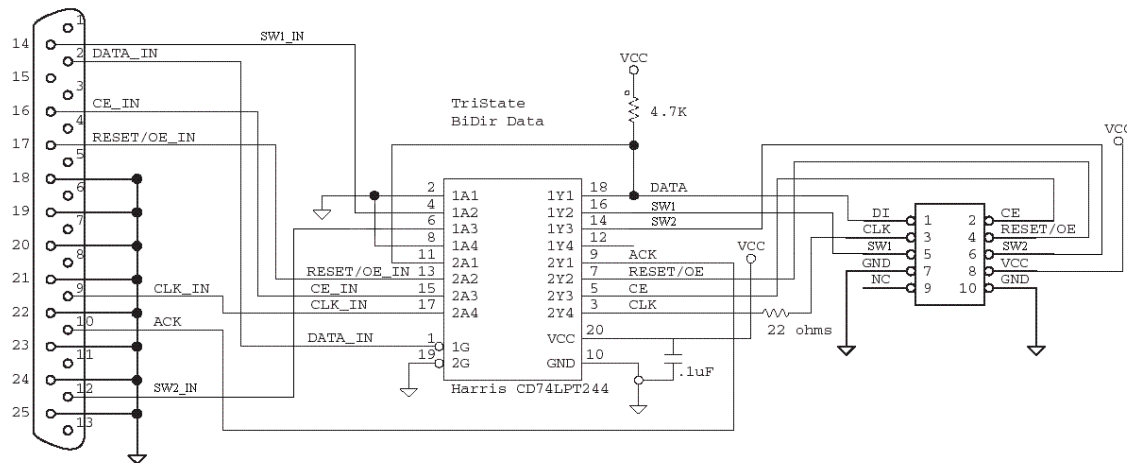 1
14
SW1_IN
2
DATA_IN
15
3
16
CE_IN
4
17
RESET/OE_IN
5
18
6
19
7
20
8
21
9
CLK_IN
22
10
ACK
23
11
24
12
SW2_IN
25
13
TriState
BiDir Data
VCC
4.7K
2 1A1 1Y1 18 DATA
4 1A2 1Y2 16 SW1
6 1A3 1Y3 14 SW2
8 1A4 1Y4 12
11 2A1 2Y1 9 ACK
RESET/OE_IN 13 2A2 2Y2 7 RESET/OE
CE_IN 15 2A3 2Y3 5 CE
CLK_IN 17 2A4 2Y4 3 CLK
22 ohms
DATA_IN 1 1G VCC 20
19 2G GND 10
Harris CD74LPT244
.1uF
VCC
VCC
DI 1 2 CE
CLK 3 4 RESET/OE
SW1 5 6 SW2
GND 7 8 VCC
NC 9 10 GND